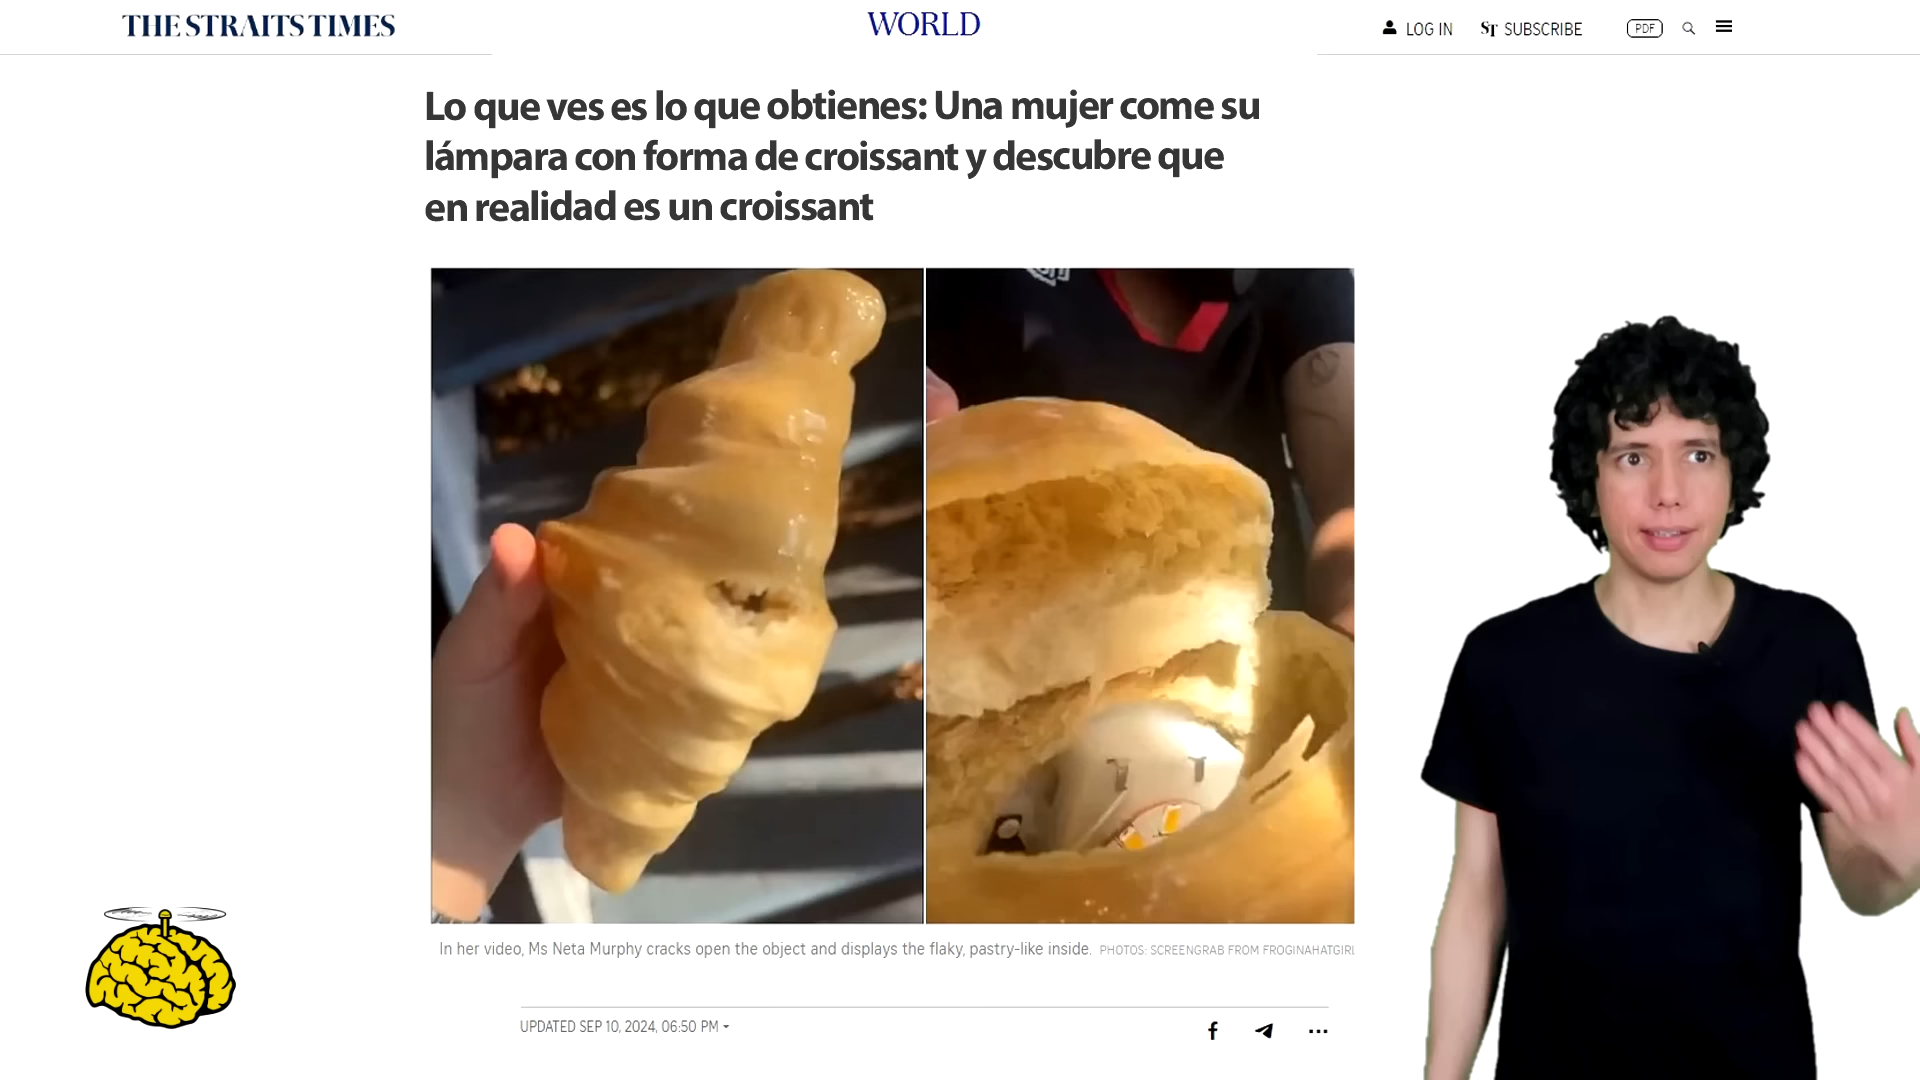 THE STRAITS TIMES
WORLD
LOG IN
ST SUBSCRIBE
PDF
Lo que ves es lo que obtienes: Una mujer come su
lámpara con forma de croissant y descubre que
en realidad es un croissant
In her video, Ms Neta Murphy cracks open the object and displays the flaky, pastry-like inside. PHOTOS: SCREENGRAB FROM FROGINAHATGIRL
UPDATED SEP 10, 2024, 06:50 PM